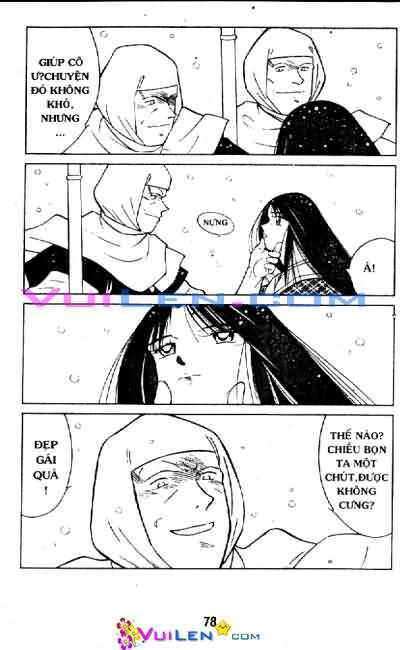 GIÚP CÔ
Ư?CHUYỆN
ĐÓ KHÔNG
KHÓ,
NHƯNG
...
NỰNG
À!
VUILEN.COM
ĐẸP
GÁI
QUÁ
!
THẾ NÀO?
CHIỀU BỌN
TA MỘT
CHÚT,ĐƯỢC
KHÔNG
CƯNG?
78
VUILEN.COM